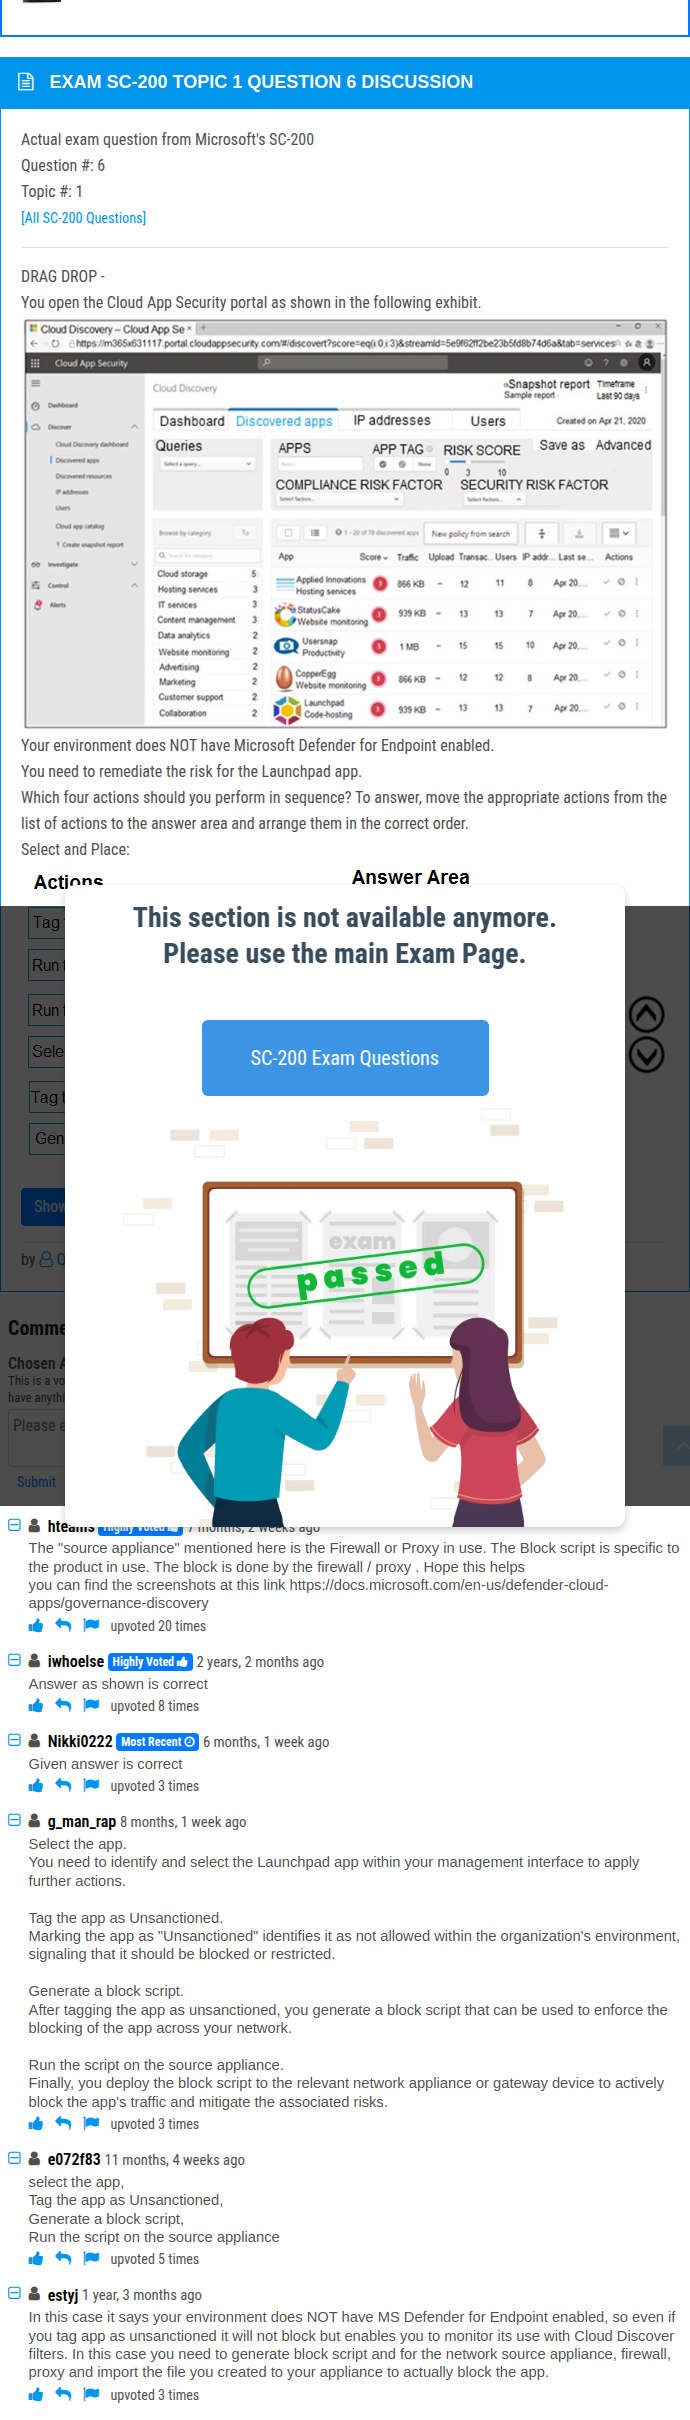 EXAM SC-200 TOPIC 1 QUESTION 6 DISCUSSION
Actual exam question from Microsoft's SC-200
Question #: 6
Topic #: 1
[All SC-200 Questions]
DRAG DROP -
You open the Cloud App Security portal as shown in the following exhibit.
Cloud Discovery – Cloud App Se × +
https://m365x631117.portal.cloudappsecurity.com/#/discovert?score=eq(i:0,i:3)&streamId=5e9f62ff2be23b5fd8b74d6a&tab=services
Cloud App Security
Dashboard
Discover
Cloud Discovery dashboard
Discovered apps
Discovered resources
IP addresses
Users
Cloud app catalog
Create snapshot report
Investigate
Control
Alerts
Cloud Discovery
Snapshot report
Sample report
Timeframe
Last 90 days
Dashboard Discovered apps IP addresses Users
Created on Apr 21, 2020
Queries
Select a query...
APPS
Apps...
APP TAG
None
RISK SCORE
0 3 10
Save as Advanced
COMPLIANCE RISK FACTOR SECURITY RISK FACTOR
Select factors... Select factors...
Browse by category:
Search for category...
Cloud storage 5
Hosting services 3
IT services 3
Content management 3
Data analytics 2
Website monitoring 2
Advertising 2
Marketing 2
Customer support 2
Collaboration 2
1 - 20 of 78 discovered apps New policy from search
App Score Traffic Upload Transac... Users IP addr... Last se... Actions
Applied Innovations
Hosting services 3 866 KB – 12 11 8 Apr 20,...
StatusCake
Website monitoring 3 939 KB – 13 13 7 Apr 20,...
Usersnap
Productivity 3 1 MB – 15 15 10 Apr 20,...
CopperEgg
Website monitoring 3 866 KB – 12 12 8 Apr 20,...
Launchpad
Code-hosting 3 939 KB – 13 13 7 Apr 20,...
Your environment does NOT have Microsoft Defender for Endpoint enabled.
You need to remediate the risk for the Launchpad app.
Which four actions should you perform in sequence? To answer, move the appropriate actions from the
list of actions to the answer area and arrange them in the correct order.
Select and Place:
Actions Answer Area
This section is not available anymore.
Please use the main Exam Page.
SC-200 Exam Questions
exam
passed
Tag
Run
Run
Sele
Tag
Gen
Show
by
Comme
Chosen A
This is a vo
have anythi
Please e
Submit
hteams Highly Voted 7 months, 2 weeks ago
The "source appliance" mentioned here is the Firewall or Proxy in use. The Block script is specific to
the product in use. The block is done by the firewall / proxy . Hope this helps
you can find the screenshots at this link https://docs.microsoft.com/en-us/defender-cloud-
apps/governance-discovery
upvoted 20 times
iwhoelse Highly Voted 2 years, 2 months ago
Answer as shown is correct
upvoted 8 times
Nikki0222 Most Recent 6 months, 1 week ago
Given answer is correct
upvoted 3 times
g_man_rap 8 months, 1 week ago
Select the app.
You need to identify and select the Launchpad app within your management interface to apply
further actions.
Tag the app as Unsanctioned.
Marking the app as "Unsanctioned" identifies it as not allowed within the organization's environment,
signaling that it should be blocked or restricted.
Generate a block script.
After tagging the app as unsanctioned, you generate a block script that can be used to enforce the
blocking of the app across your network.
Run the script on the source appliance.
Finally, you deploy the block script to the relevant network appliance or gateway device to actively
block the app's traffic and mitigate the associated risks.
upvoted 3 times
e072f83 11 months, 4 weeks ago
select the app,
Tag the app as Unsanctioned,
Generate a block script,
Run the script on the source appliance
upvoted 5 times
estyj 1 year, 3 months ago
In this case it says your environment does NOT have MS Defender for Endpoint enabled, so even if
you tag app as unsanctioned it will not block but enables you to monitor its use with Cloud Discover
filters. In this case you need to generate block script and for the network source appliance, firewall,
proxy and import the file you created to your appliance to actually block the app.
upvoted 3 times